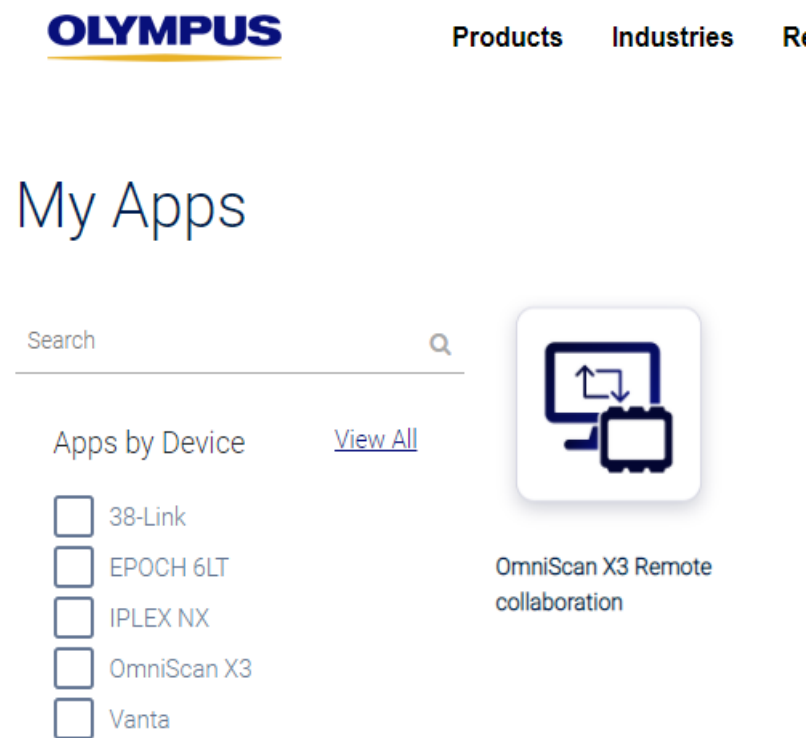 OLYMPUS
Products Industries Re
My Apps
Search
Apps by Device View All
38-Link
EPOCH 6LT
IPLEX NX
OmniScan X3
Vanta
OmniScan X3 Remote
collaboration